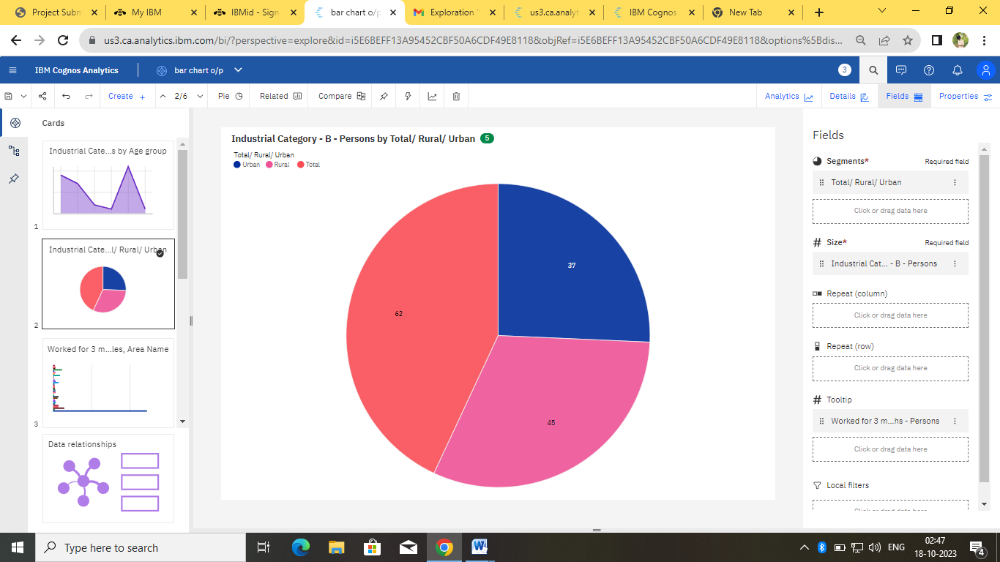 Project Subm
My IBM
IBMid - Sign
bar chart o/p
Exploration "
us3.ca.analyt
IBM Cognos
New Tab
us3.ca.analytics.ibm.com/bi/?perspective=explore&id=i5E6BEFF13A95452CBF50A6CDF49E8118&objRef=i5E6BEFF13A95452CBF50A6CDF49E8118&options%5Bdis...
IBM Cognos Analytics
bar chart o/p
3
Create +
2/6
Pie
Related
Compare
Analytics
Details
Fields
Properties
Cards
Industrial Cate...s by Age group
1
Industrial Cate...l/ Rural/ Urban
2
Worked for 3 m...les, Area Name
3
Data relationships
Industrial Category - B - Persons by Total/ Rural/ Urban 5
Total/ Rural/ Urban
Urban Rural Total
37
62
45
Fields
Segments* Required field
Total/ Rural/ Urban
Click or drag data here
Size* Required field
Industrial Cat... - B - Persons
Repeat (column)
Click or drag data here
Repeat (row)
Click or drag data here
Tooltip
Worked for 3 m...hs - Persons
Click or drag data here
Local filters
Click or drag data here
Type here to search
ENG
02:47
18-10-2023
4